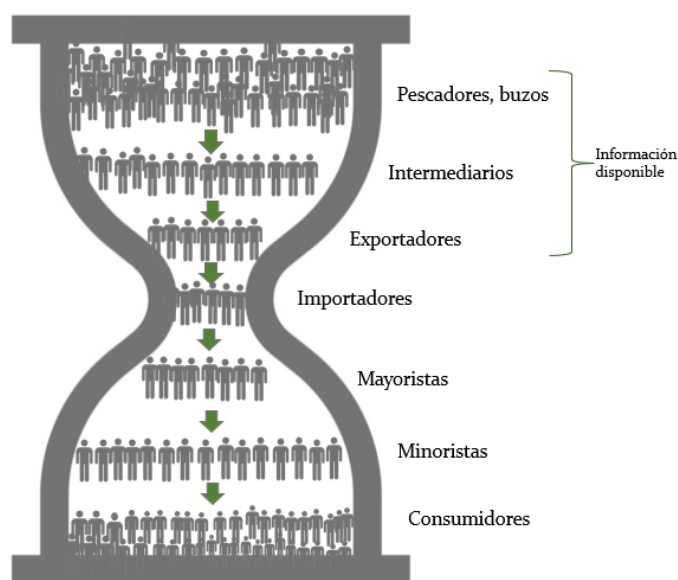 Pescadores, buzos
Información
disponible
Intermediarios
Exportadores
Importadores
Mayoristas
Minoristas
Consumidores